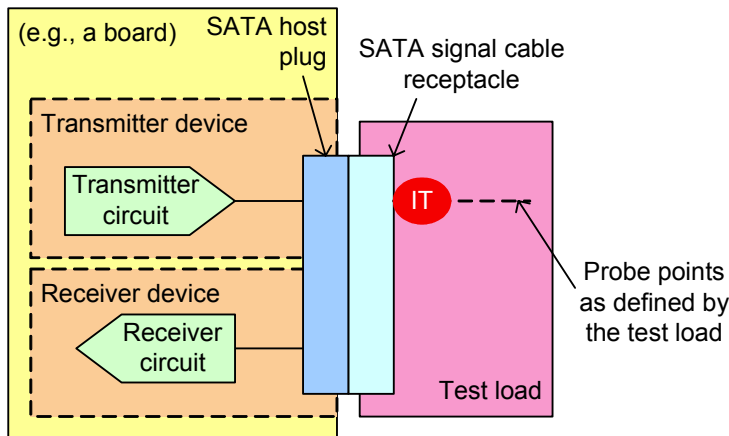 (e.g., a board)
SATA host
plug
SATA signal cable
receptacle
Transmitter device
Transmitter
circuit
IT
Receiver device
Receiver
circuit
Probe points
as defined by
the test load
Test load